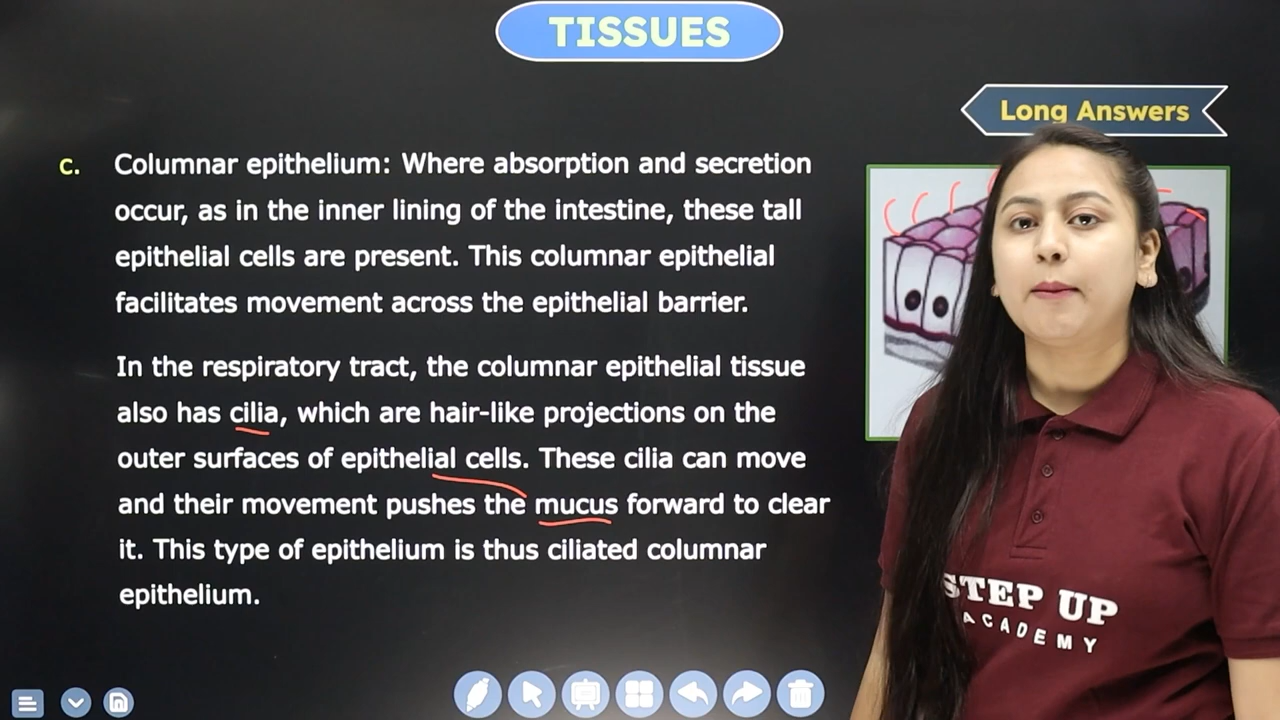 TISSUES
Long Answers
c. Columnar epithelium: Where absorption and secretion
occur, as in the inner lining of the intestine, these tall
epithelial cells are present. This columnar epithelial
facilitates movement across the epithelial barrier.
In the respiratory tract, the columnar epithelial tissue
also has cilia, which are hair-like projections on the
outer surfaces of epithelial cells. These cilia can move
and their movement pushes the mucus forward to clear
it. This type of epithelium is thus ciliated columnar
epithelium.
STEP UP
ACADEMY